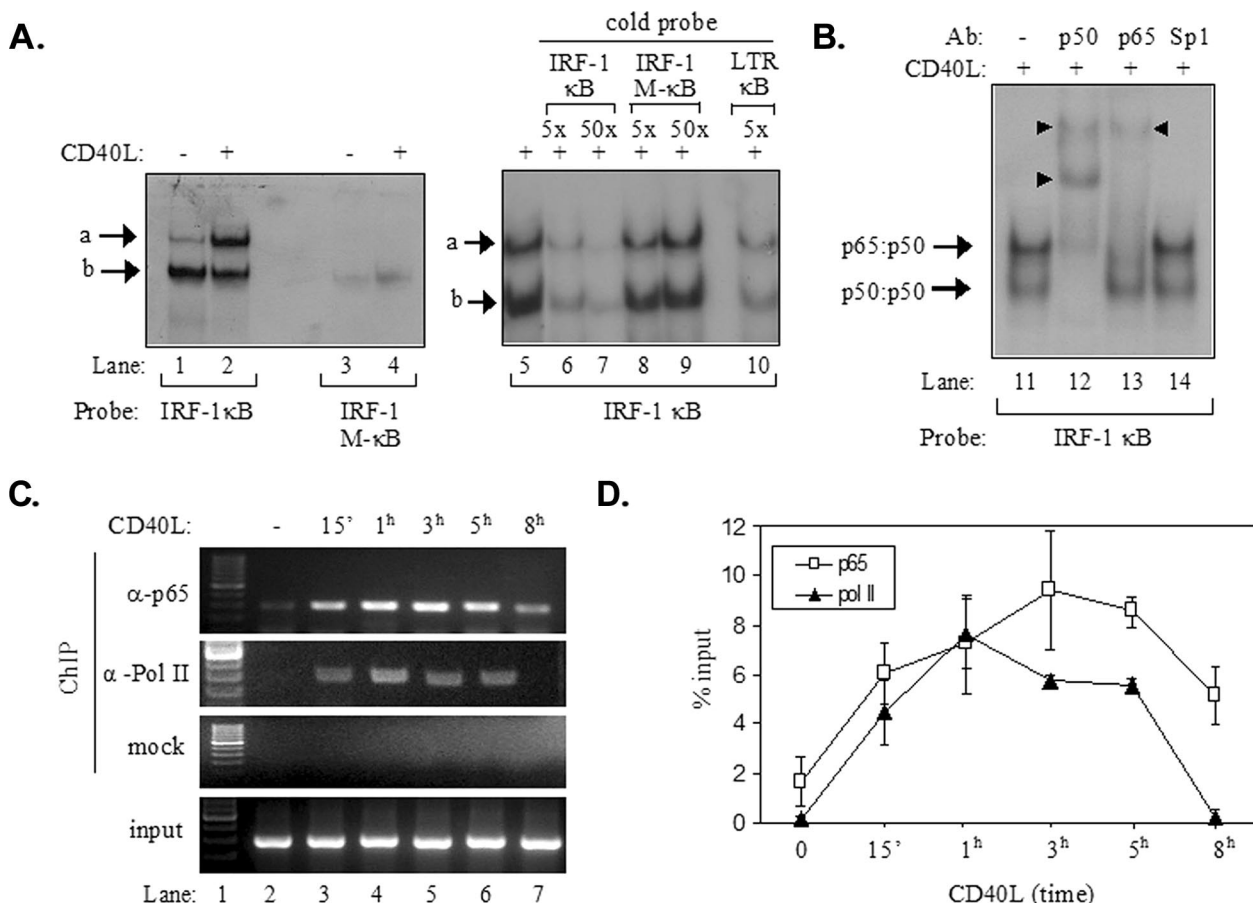 A.
cold probe
IRF-1 κB
IRF-1 M-κB
LTR κB
5x 50x 5x 50x 5x
CD40L: - + - + + + + + + +
a
b
a
b
Lane: 1 2 3 4 5 6 7 8 9 10
Probe: IRF-1κB IRF-1 M-κB IRF-1 κB
B.
Ab: - p50 p65 Sp1
CD40L: + + + +
p65:p50
p50:p50
Lane: 11 12 13 14
Probe: IRF-1 κB
C.
CD40L: - 15' 1h 3h 5h 8h
ChIP
α-p65
α -Pol II
mock
input
Lane: 1 2 3 4 5 6 7
D.
12
10
8
6
4
2
0
% input
p65
pol II
0 15' 1h 3h 5h 8h
CD40L (time)